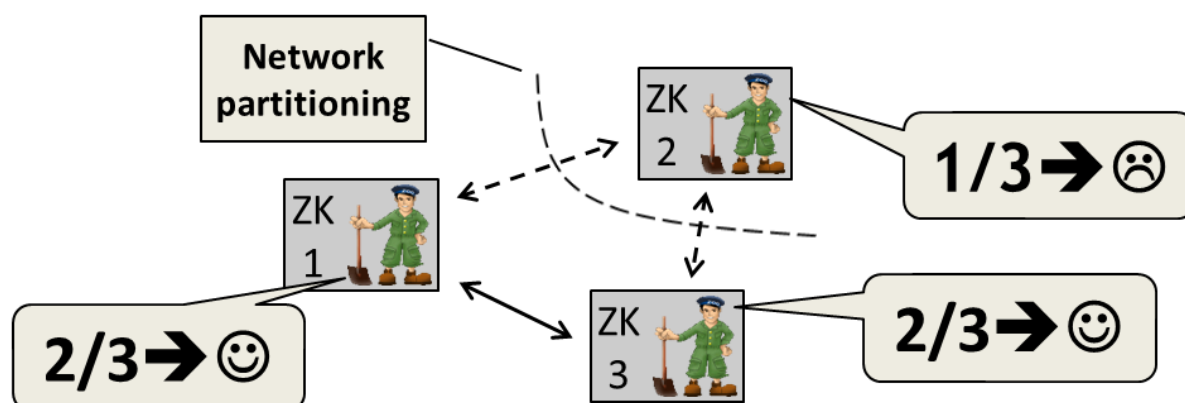 Network
partitioning
ZK
2
1/3➔☹
ZK
1
2/3➔☺
ZK
3
2/3➔☺